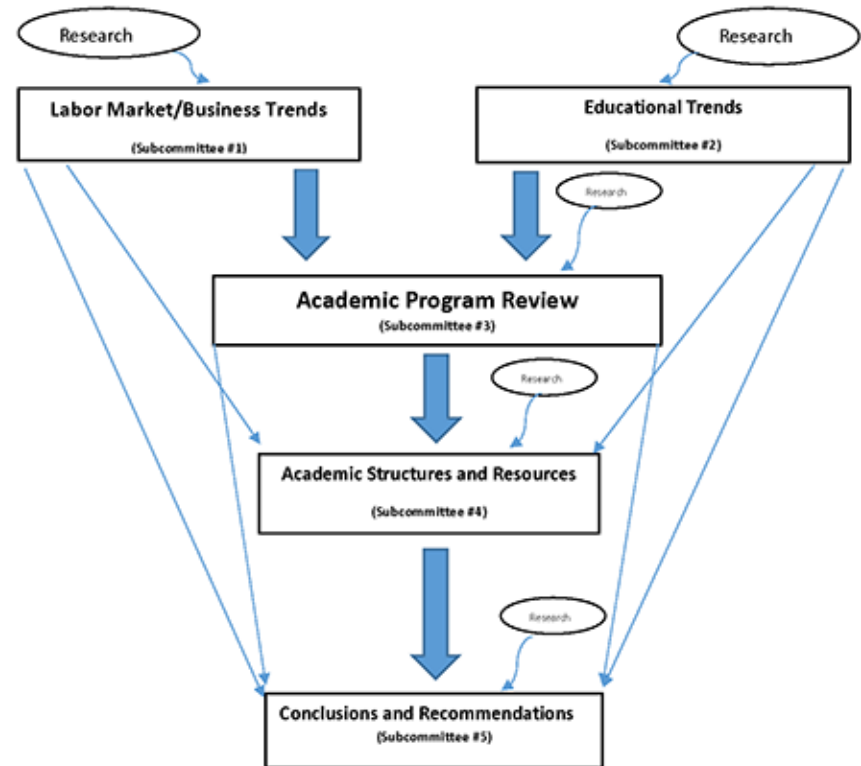 Research
Research
Labor Market/Business Trends
(Subcommittee #1)
Educational Trends
(Subcommittee #2)
Research
Academic Program Review
(Subcommittee #3)
Research
Academic Structures and Resources
(Subcommittee #4)
Research
Conclusions and Recommendations
(Subcommittee #5)